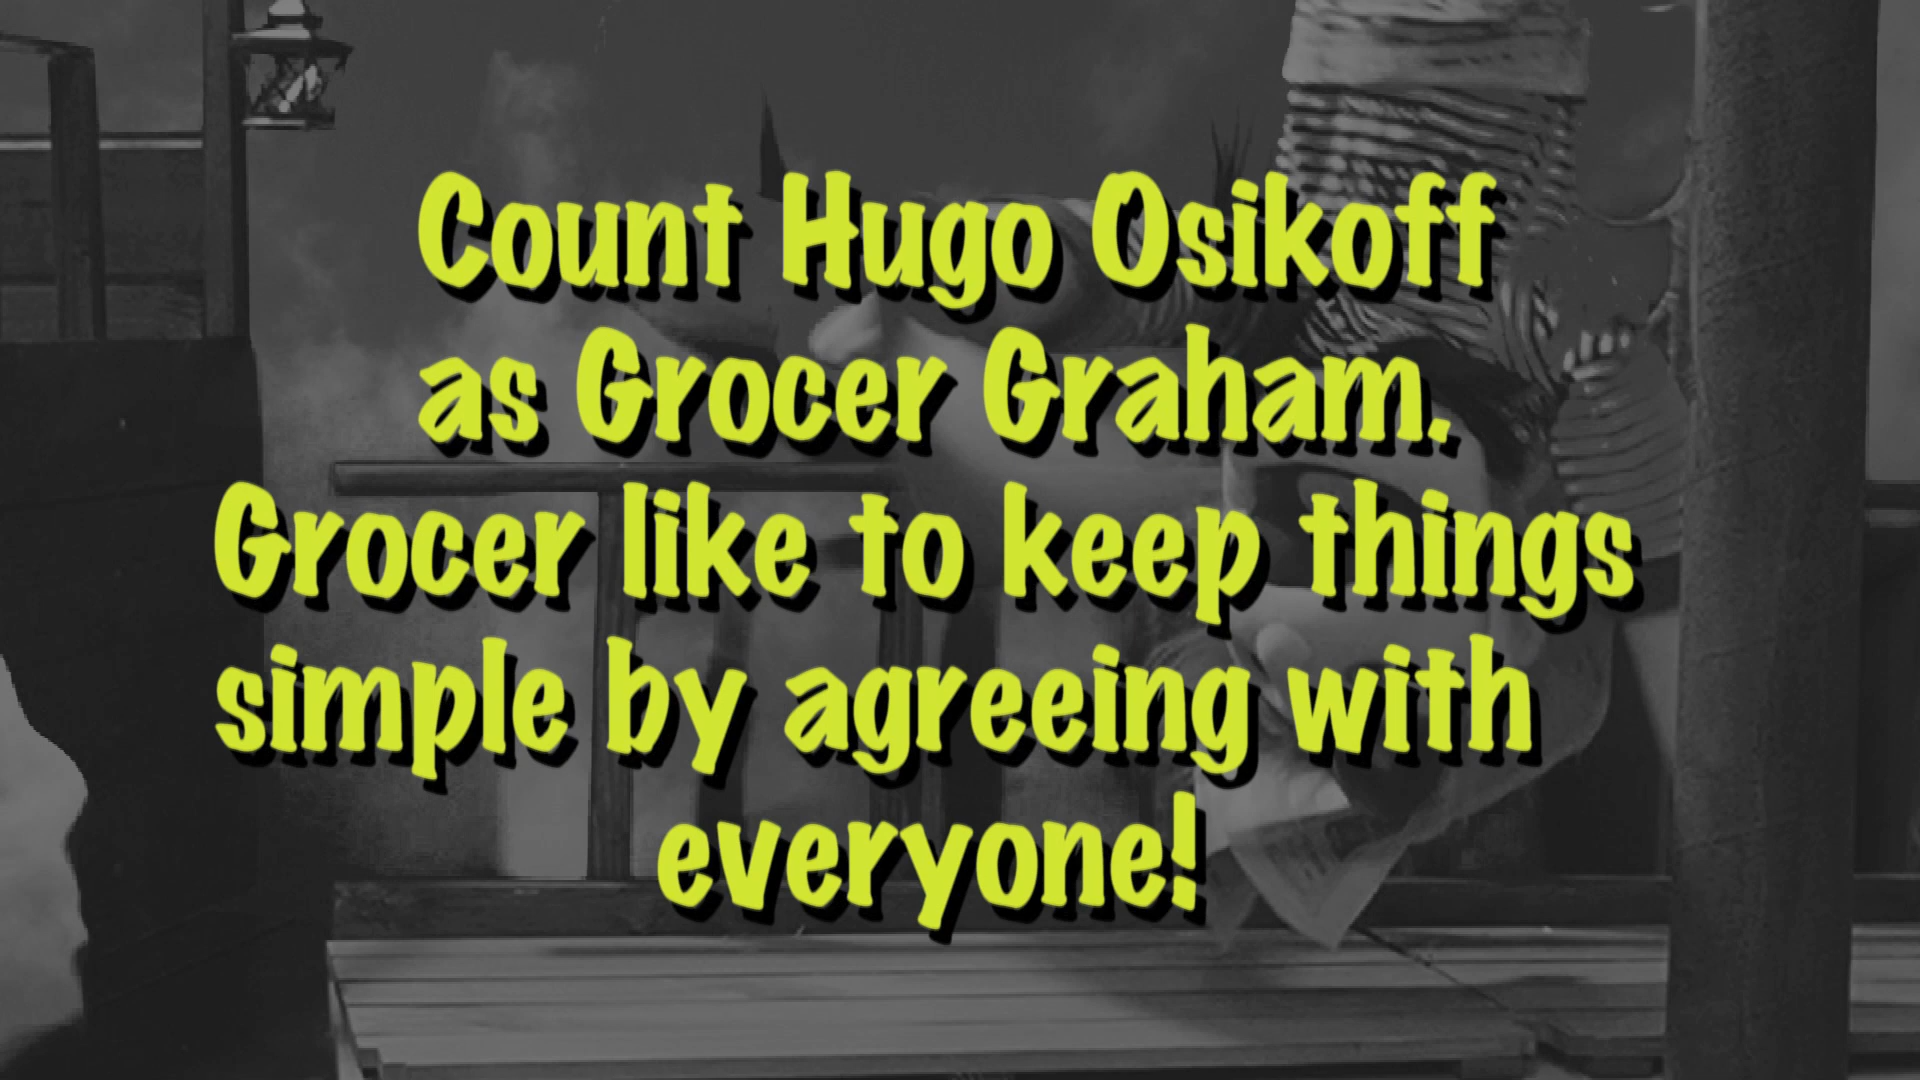 Count Hugo Osikoff
as Grocer Graham.
Grocer like to keep things
simple by agreeing with
everyone!